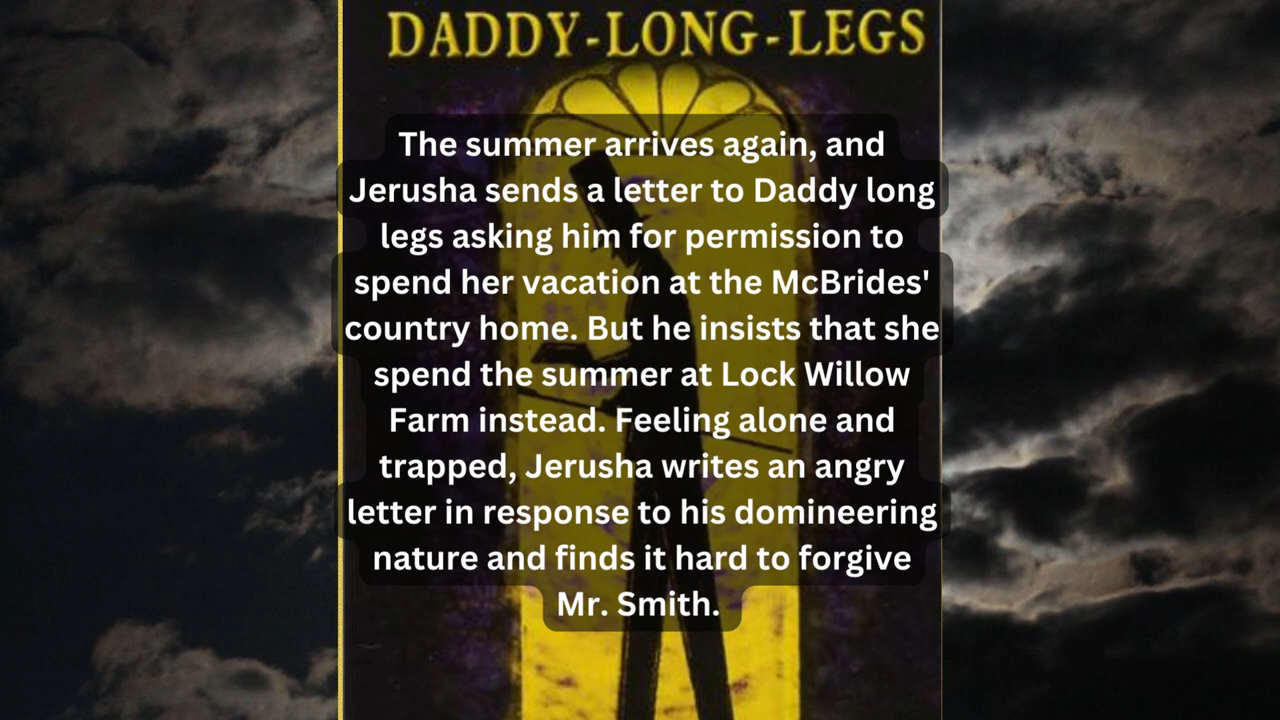 DADDY-LONG-LEGS
The summer arrives again, and
Jerusha sends a letter to Daddy long
legs asking him for permission to
spend her vacation at the McBrides'
country home. But he insists that she
spend the summer at Lock Willow
Farm instead. Feeling alone and
trapped, Jerusha writes an angry
letter in response to his domineering
nature and finds it hard to forgive
Mr. Smith.